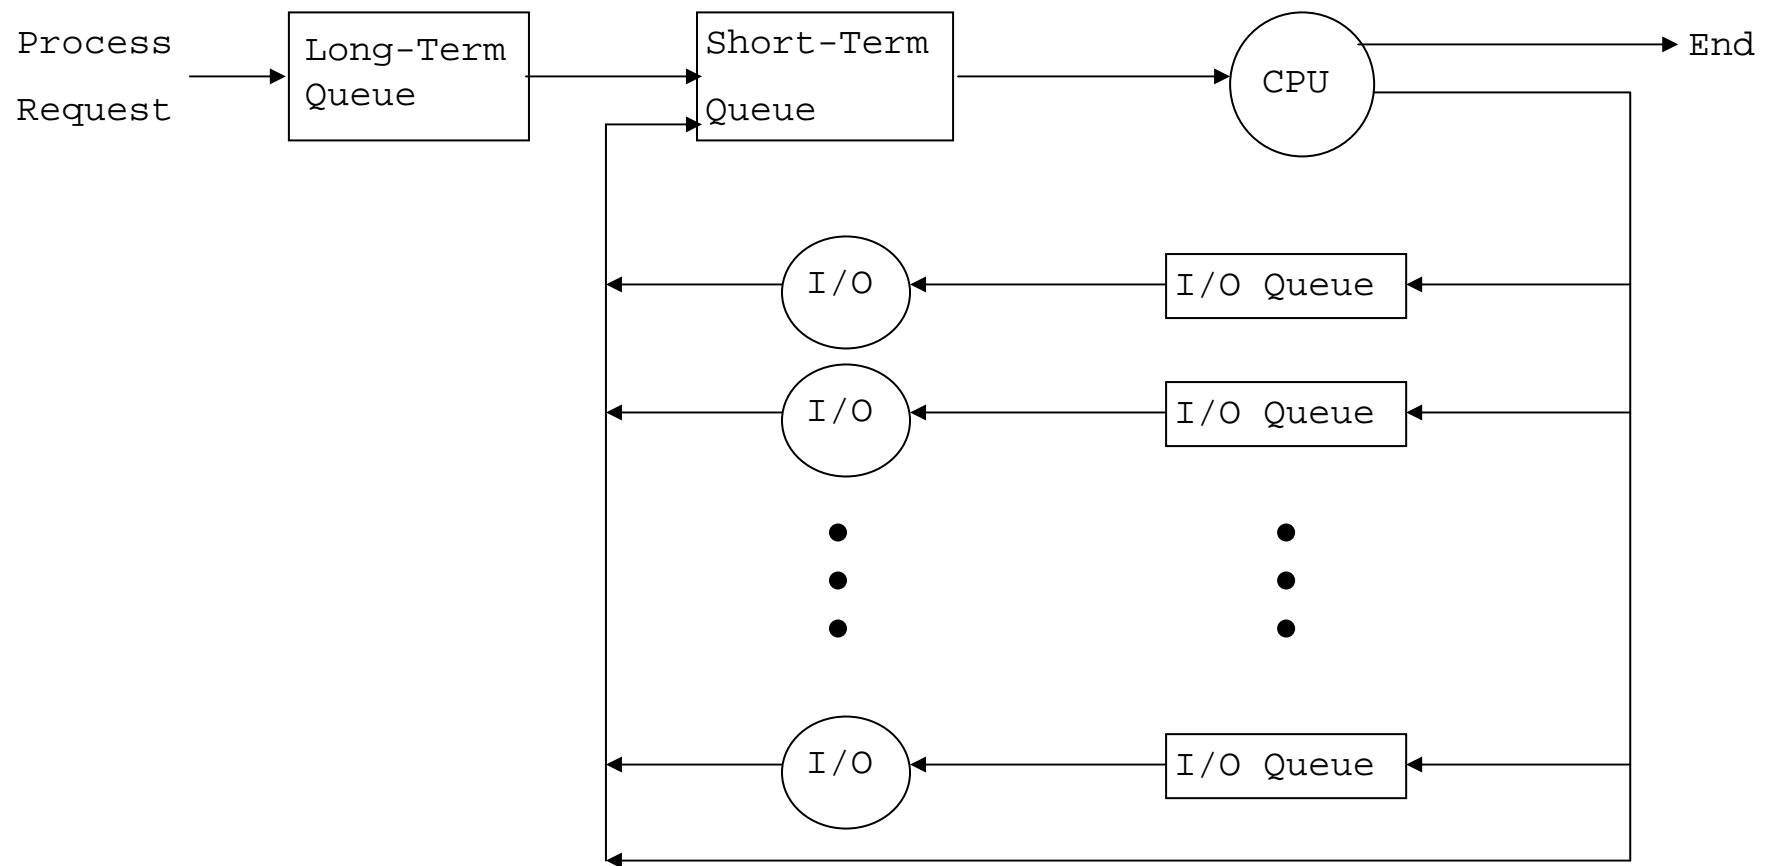 Process
Request
Long-Term
Queue
Short-Term
Queue
CPU
End
I/O
I/O Queue
I/O
I/O Queue
I/O
I/O Queue